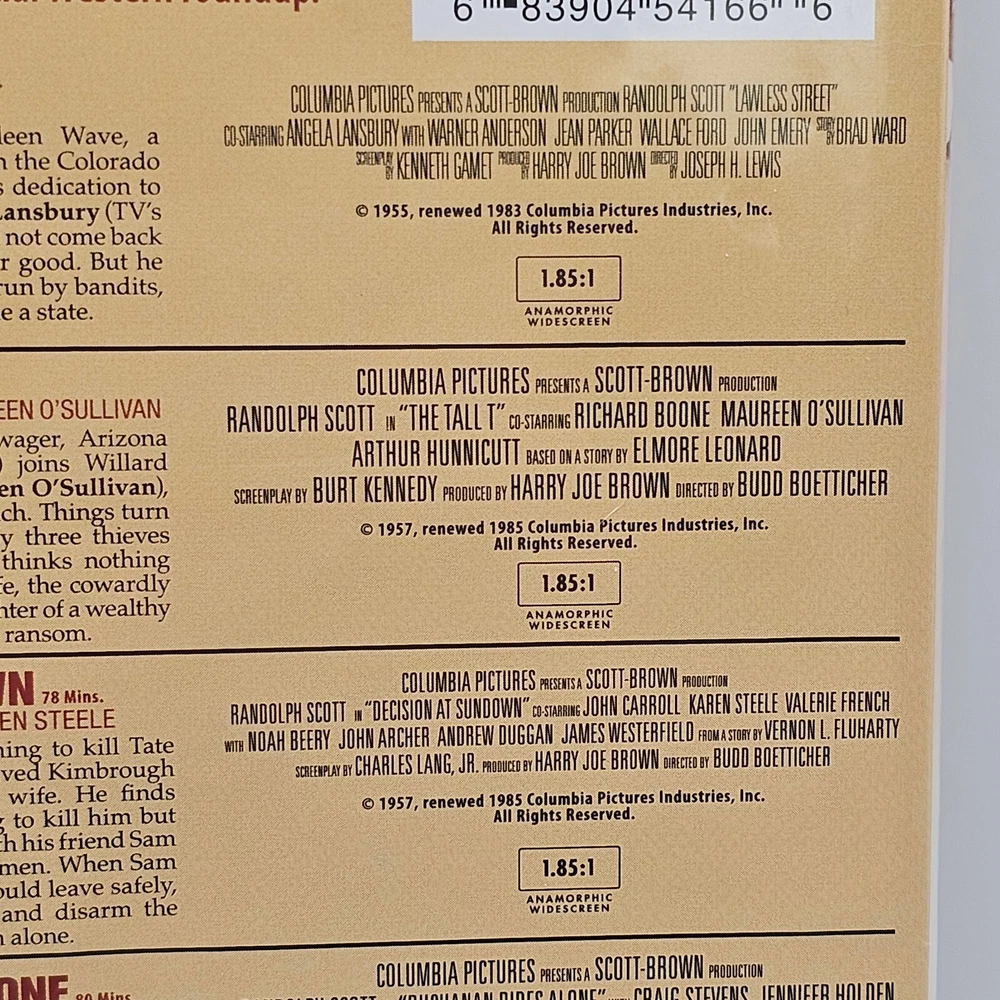 6 83904 54166 6
COLUMBIA PICTURES PRESENTS A SCOTT-BROWN PRODUCTION RANDOLPH SCOTT "LAWLESS STREET"
CO-STARRING ANGELA LANSBURY WITH WARNER ANDERSON JEAN PARKER WALLACE FORD JOHN EMERY STORY BY BRAD WARD
SCREENPLAY BY KENNETH GAMET PRODUCED BY HARRY JOE BROWN DIRECTED BY JOSEPH H. LEWIS
© 1955, renewed 1983 Columbia Pictures Industries, Inc.
All Rights Reserved.
1.85:1
ANAMORPHIC
WIDESCREEN
Wave, a
the Colorado
dedication to
Lansbury (TV's
not come back
good. But he
run by bandits,
a state.
COLUMBIA PICTURES PRESENTS A SCOTT-BROWN PRODUCTION
RANDOLPH SCOTT IN "THE TALL T" CO-STARRING RICHARD BOONE MAUREEN O'SULLIVAN
ARTHUR HUNNICUTT BASED ON A STORY BY ELMORE LEONARD
SCREENPLAY BY BURT KENNEDY PRODUCED BY HARRY JOE BROWN DIRECTED BY BUDD BOETTICHER
© 1957, renewed 1985 Columbia Pictures Industries, Inc.
All Rights Reserved.
1.85:1
ANAMORPHIC
WIDESCREEN
O'SULLIVAN
wager, Arizona
) joins Willard
O'Sullivan),
Things turn
three thieves
thinks nothing
the cowardly
of a wealthy
ransom.
COLUMBIA PICTURES PRESENTS A SCOTT-BROWN PRODUCTION
RANDOLPH SCOTT IN "DECISION AT SUNDOWN" CO-STARRING JOHN CARROLL KAREN STEELE VALERIE FRENCH
WITH NOAH BEERY JOHN ARCHER ANDREW DUGGAN JAMES WESTERFIELD FROM A STORY BY VERNON L. FLUHARTY
SCREENPLAY BY CHARLES LANG, JR. PRODUCED BY HARRY JOE BROWN DIRECTED BY BUDD BOETTICHER
© 1957, renewed 1985 Columbia Pictures Industries, Inc.
All Rights Reserved.
1.85:1
ANAMORPHIC
WIDESCREEN
78 Mins.
STEELE
to kill Tate
Kimbrough
wife. He finds
to kill him but
his friend Sam
men. When Sam
leave safely,
and disarm the
alone.
COLUMBIA PICTURES PRESENTS A SCOTT-BROWN PRODUCTION
RANDOLPH SCOTT "BUCHANAN RIDES ALONE" WITH CRAIG STEVENS JENNIFER HOLDEN
80 Mins.